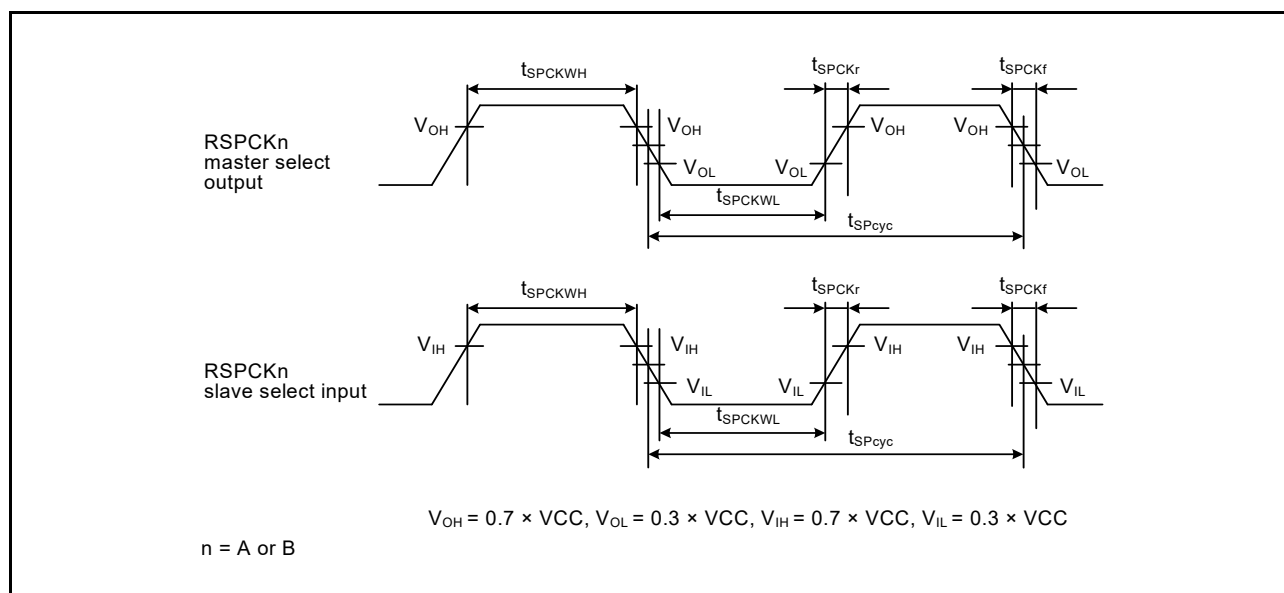 tSPCKWH
tSPCKr
tSPCKf
VOH
VOH
VOH
VOH
RSPCKn
master select
output
VOL
VOL
VOL
tSPCKWL
tSPcyc
tSPCKWH
tSPCKr
tSPCKf
VIH
VIH
VIH
VIH
RSPCKn
slave select input
VIL
VIL
VIL
tSPCKWL
tSPcyc
VOH = 0.7 × VCC, VOL = 0.3 × VCC, VIH = 0.7 × VCC, VIL = 0.3 × VCC
n = A or B